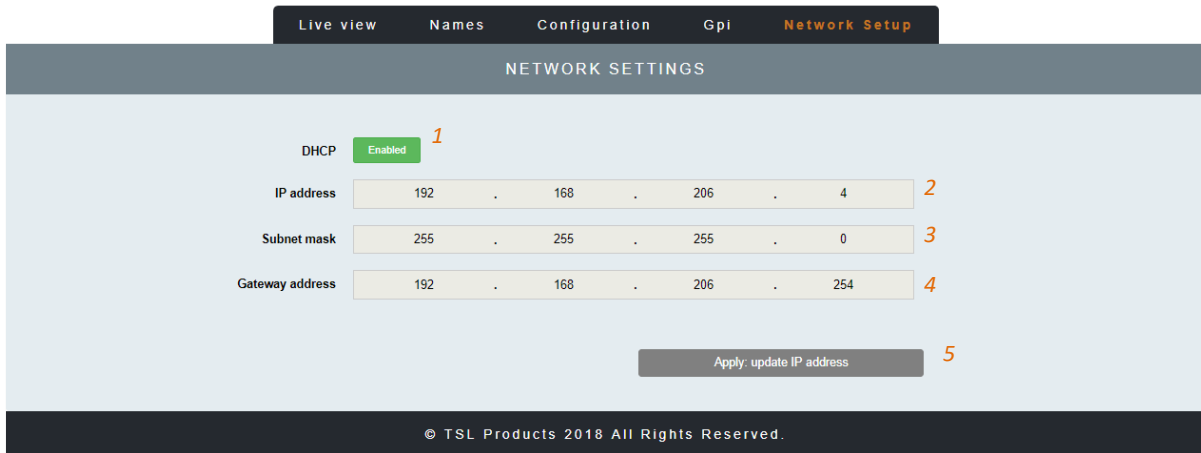 Live view Names Configuration Gpi Network Setup
NETWORK SETTINGS
DHCP Enabled 1
IP address 192 . 168 . 206 . 4 2
Subnet mask 255 . 255 . 255 . 0 3
Gateway address 192 . 168 . 206 . 254 4
Apply: update IP address 5
© TSL Products 2018 All Rights Reserved.